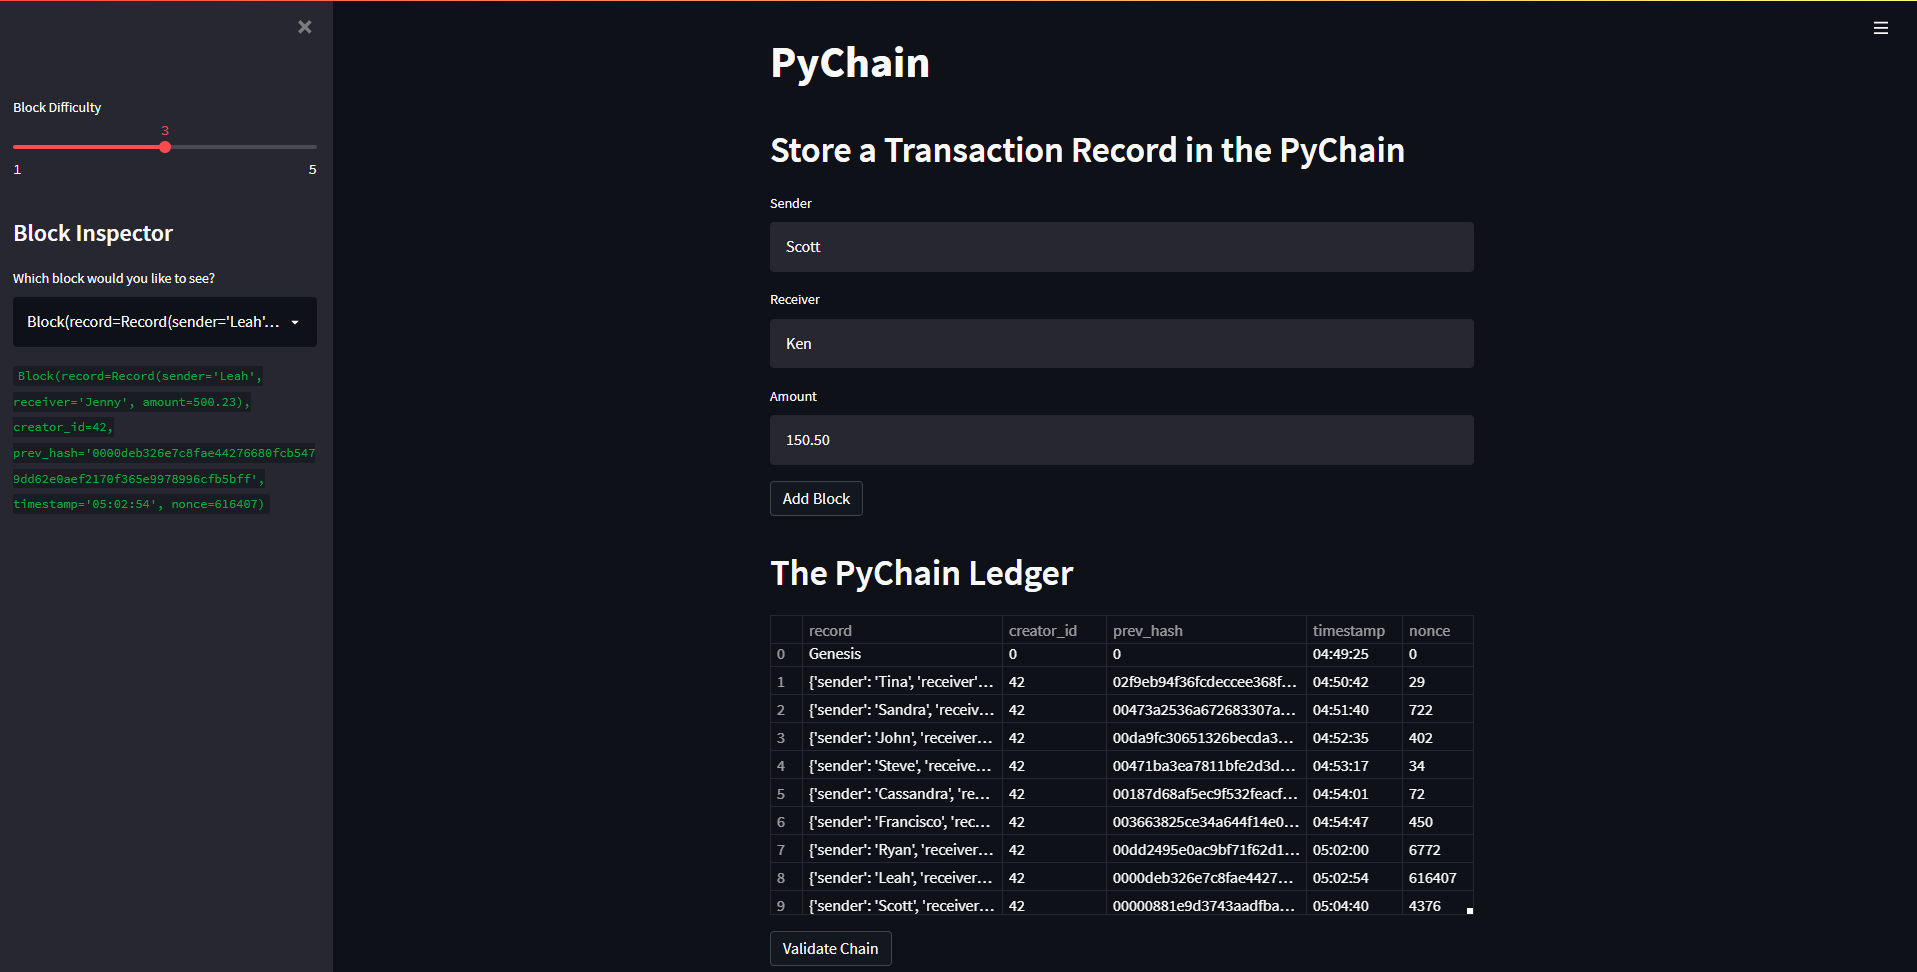 Block Difficulty
3
1 5
Block Inspector
Which block would you like to see?
Block(record=Record(sender='Leah'...
Block(record=Record(sender='Leah',
receiver='Jenny', amount=500.23),
creator_id=42,
prev_hash='0000deb326e7c8fae44276680fcb547
9dd62e0aef2170f365e9978996cfb5bff',
timestamp='05:02:54', nonce=616407)
PyChain
Store a Transaction Record in the PyChain
Sender
Scott
Receiver
Ken
Amount
150.50
Add Block
The PyChain Ledger
record creator_id prev_hash timestamp nonce
0 Genesis 0 0 04:49:25 0
1 {'sender': 'Tina', 'receiver'... 42 02f9eb94f36fcdeccee368f... 04:50:42 29
2 {'sender': 'Sandra', 'receiv... 42 00473a2536a672683307a... 04:51:40 722
3 {'sender': 'John', 'receiver... 42 00da9fc30651326becda3... 04:52:35 402
4 {'sender': 'Steve', 'receive... 42 00471ba3ea7811bfe2d3d... 04:53:17 34
5 {'sender': 'Cassandra', 're... 42 00187d68af5ec9f532feacf... 04:54:01 72
6 {'sender': 'Francisco', 'rec... 42 003663825ce34a644f14e0... 04:54:47 450
7 {'sender': 'Ryan', 'receiver... 42 00dd2495e0ac9bf71f62d1... 05:02:00 6772
8 {'sender': 'Leah', 'receiver... 42 0000deb326e7c8fae4427... 05:02:54 616407
9 {'sender': 'Scott', 'receiver... 42 00000881e9d3743aadfba... 05:04:40 4376
Validate Chain